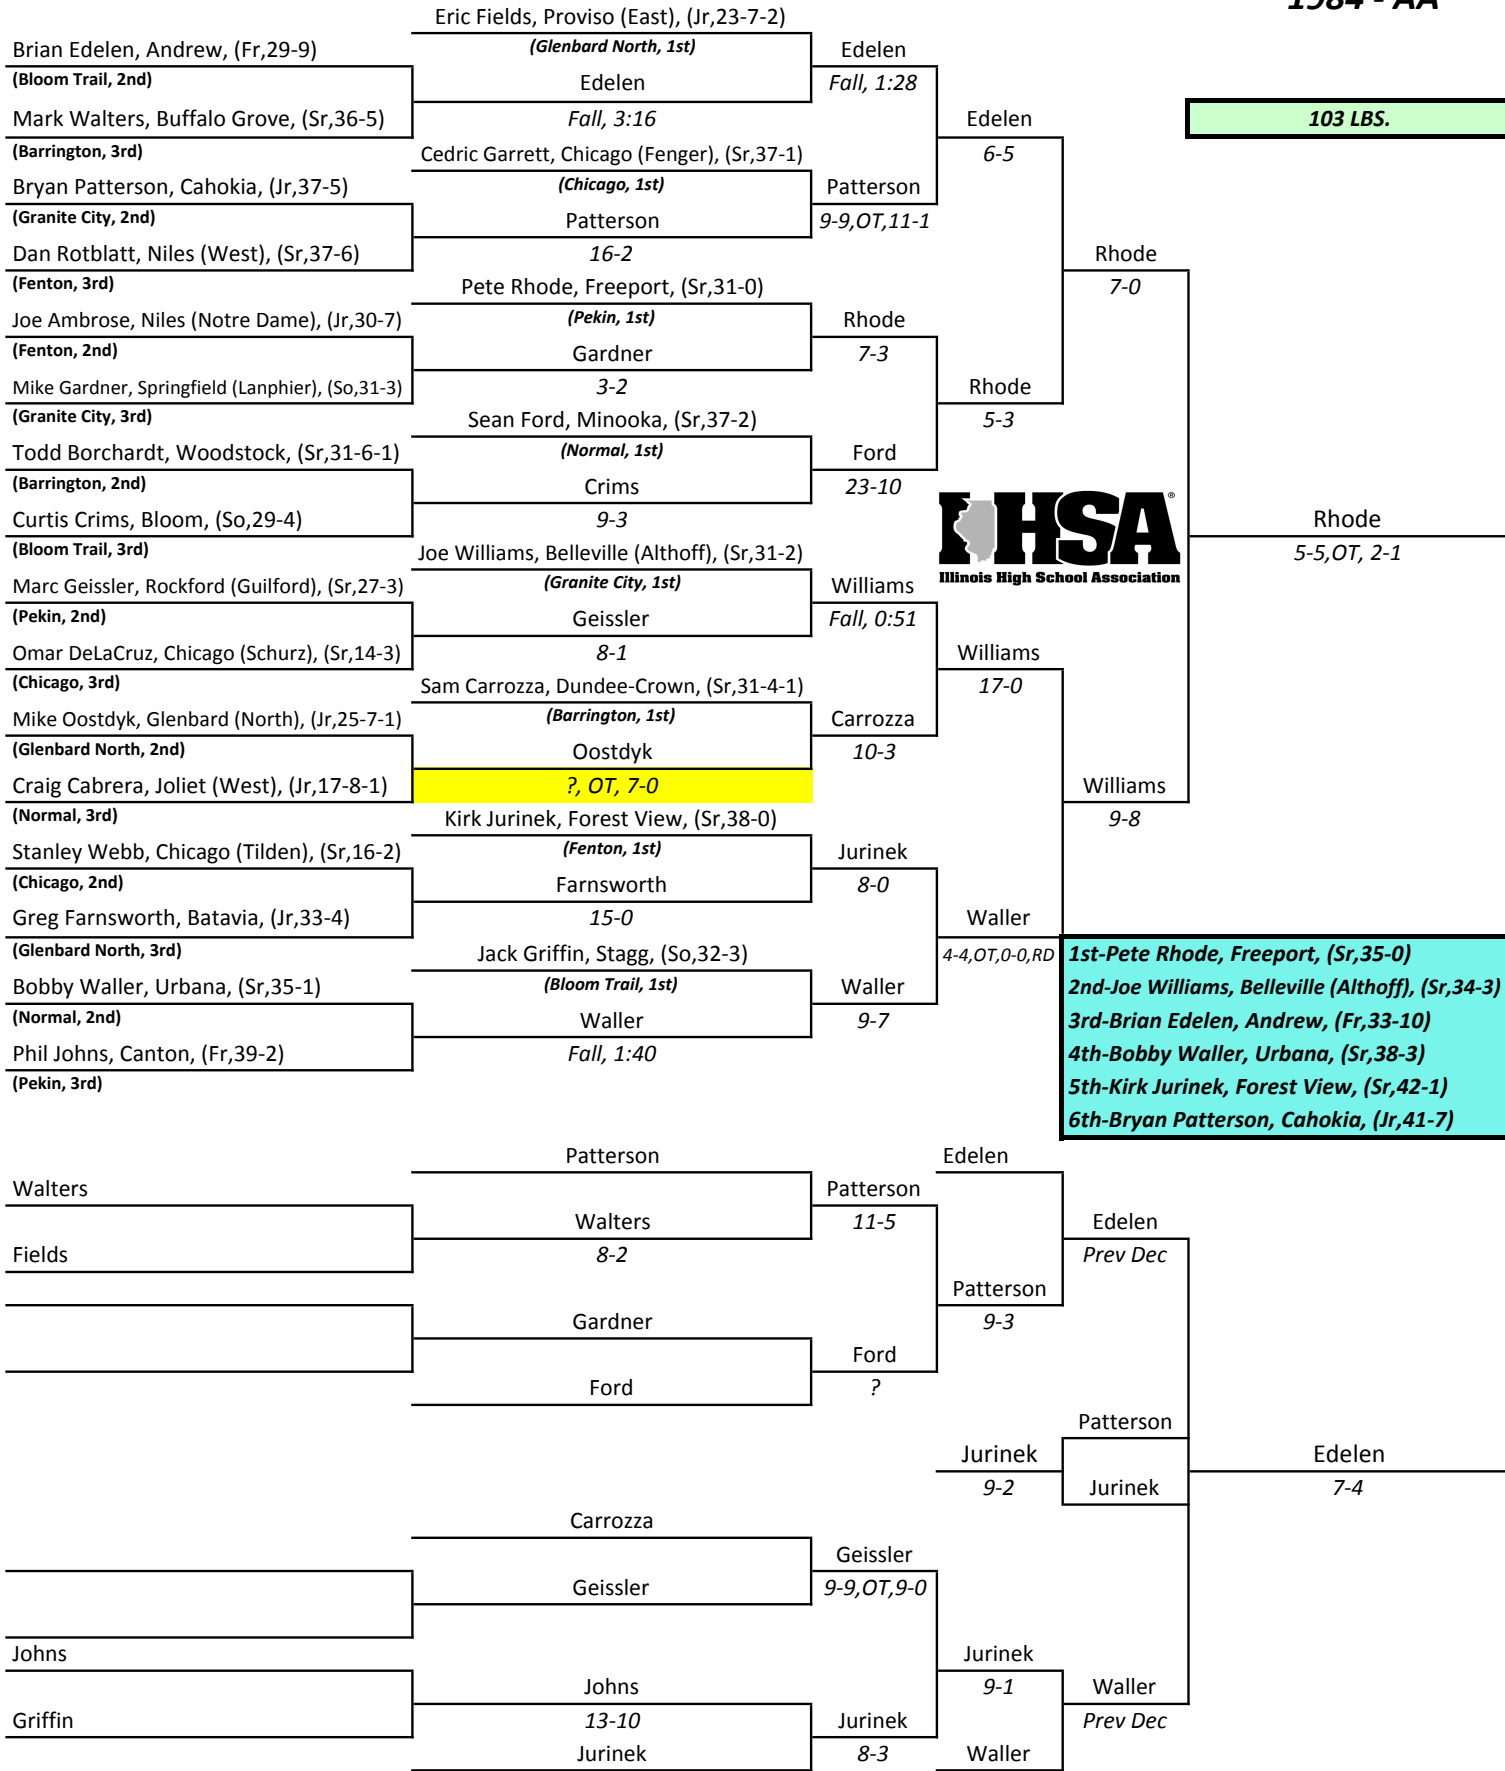 1984 - AA
Eric Fields, Proviso (East), (Jr,23-7-2)
Brian Edelen, Andrew, (Fr,29-9)
(Glenbard North, 1st)
Edelen
(Bloom Trail, 2nd)
Edelen
Fall, 1:28
Mark Walters, Buffalo Grove, (Sr,36-5)
Fall, 3:16
Edelen
103 LBS.
(Barrington, 3rd)
Cedric Garrett, Chicago (Fenger), (Sr,37-1)
6-5
Bryan Patterson, Cahokia, (Jr,37-5)
(Chicago, 1st)
Patterson
(Granite City, 2nd)
Patterson
9-9,OT,11-1
Dan Rotblatt, Niles (West), (Sr,37-6)
16-2
Rhode
(Fenton, 3rd)
Pete Rhode, Freeport, (Sr,31-0)
7-0
Joe Ambrose, Niles (Notre Dame), (Jr,30-7)
(Pekin, 1st)
Rhode
(Fenton, 2nd)
Gardner
7-3
Mike Gardner, Springfield (Lanphier), (So,31-3)
3-2
Rhode
(Granite City, 3rd)
Sean Ford, Minooka, (Sr,37-2)
5-3
Todd Borchardt, Woodstock, (Sr,31-6-1)
(Normal, 1st)
Ford
(Barrington, 2nd)
Crims
23-10
Curtis Crims, Bloom, (So,29-4)
9-3
IHSA
®
Rhode
(Bloom Trail, 3rd)
Joe Williams, Belleville (Althoff), (Sr,31-2)
5-5,OT, 2-1
Marc Geissler, Rockford (Guilford), (Sr,27-3)
(Granite City, 1st)
Williams
Illinois High School Association
(Pekin, 2nd)
Geissler
Fall, 0:51
Omar DeLaCruz, Chicago (Schurz), (Sr,14-3)
8-1
Williams
(Chicago, 3rd)
Sam Carrozza, Dundee-Crown, (Sr,31-4-1)
17-0
Mike Oostdyk, Glenbard (North), (Jr,25-7-1)
(Barrington, 1st)
Carrozza
(Glenbard North, 2nd)
Oostdyk
10-3
Craig Cabrera, Joliet (West), (Jr,17-8-1)
?, OT, 7-0
Williams
(Normal, 3rd)
Kirk Jurinek, Forest View, (Sr,38-0)
9-8
Stanley Webb, Chicago (Tilden), (Sr,16-2)
(Fenton, 1st)
Jurinek
(Chicago, 2nd)
Farnsworth
8-0
Greg Farnsworth, Batavia, (Jr,33-4)
15-0
Waller
(Glenbard North, 3rd)
Jack Griffin, Stagg, (So,32-3)
4-4,OT,0-0,RD
1st-Pete Rhode, Freeport, (Sr,35-0)
Bobby Waller, Urbana, (Sr,35-1)
(Bloom Trail, 1st)
Waller
2nd-Joe Williams, Belleville (Althoff), (Sr,34-3)
(Normal, 2nd)
Waller
9-7
3rd-Brian Edelen, Andrew, (Fr,33-10)
Phil Johns, Canton, (Fr,39-2)
Fall, 1:40
4th-Bobby Waller, Urbana, (Sr,38-3)
(Pekin, 3rd)
5th-Kirk Jurinek, Forest View, (Sr,42-1)
6th-Bryan Patterson, Cahokia, (Jr,41-7)
Patterson
Edelen
Walters
Patterson
Walters
11-5
Edelen
Fields
8-2
Prev Dec
Patterson
Gardner
9-3
Ford
Ford
?
Patterson
Jurinek
Edelen
9-2
Jurinek
7-4
Carrozza
Geissler
Geissler
9-9,OT,9-0
Johns
Jurinek
Johns
9-1
Waller
Griffin
13-10
Jurinek
Prev Dec
Jurinek
8-3
Waller